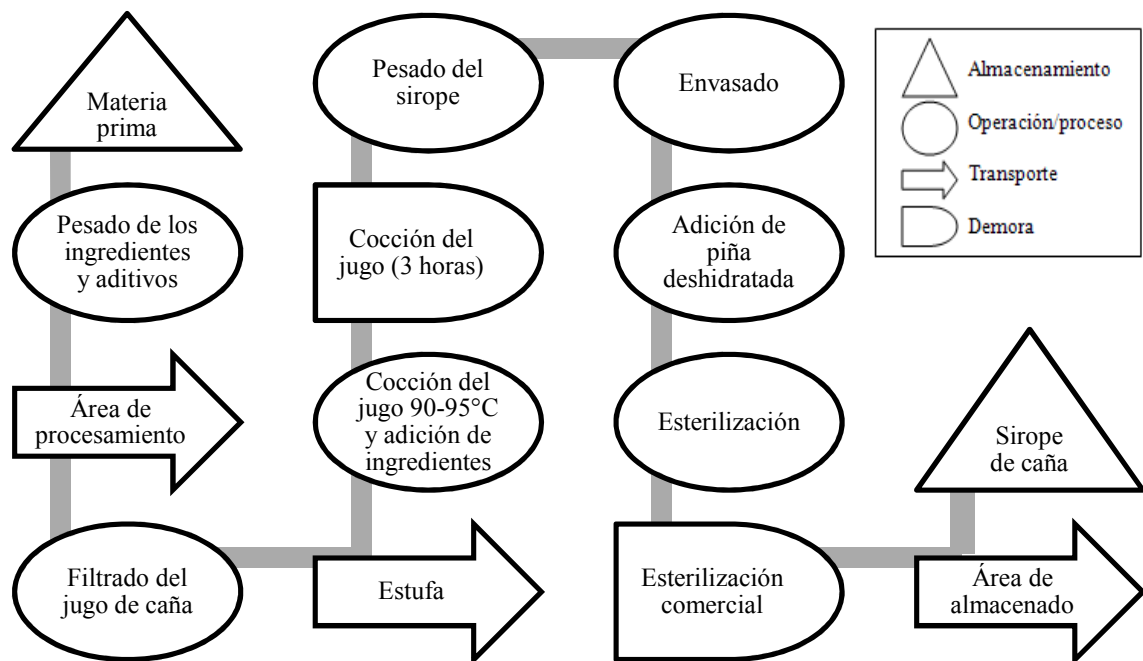 Materia
prima
Pesado de los
ingredientes
y aditivos
Área de
procesamiento
Filtrado del
jugo de caña
Estufa
Cocción del
jugo 90-95°C
y adición de
ingredientes
Cocción del
jugo (3 horas)
Pesado del
sirope
Envasado
Adición de
piña
deshidratada
Esterilización
Esterilización
comercial
Área de
almacenado
Sirope
de caña
Almacenamiento
Operación/proceso
Transporte
Demora